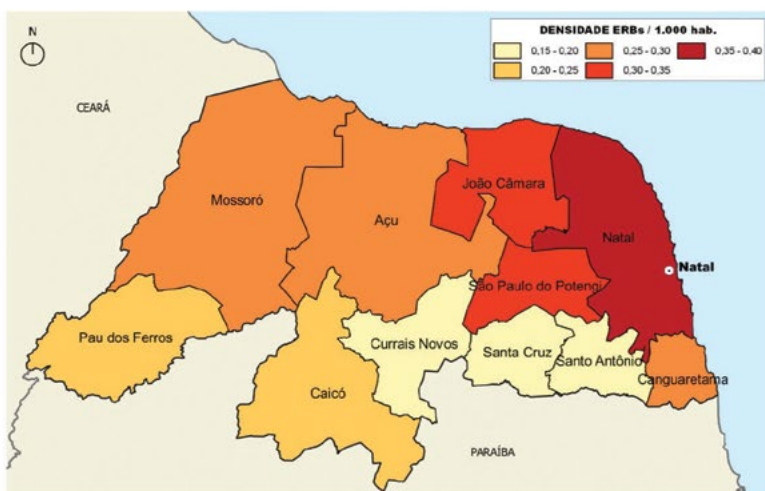 N
DENSIDADE ERBs / 1.000 hab.
0,15 - 0,20
0,25 - 0,30
0,35 - 0,40
0,20 - 0,25
0,30 - 0,35
CEARÁ
João Câmara
Mossoró
Açu
Natal
Natal
São Paulo do Potengi
Pau dos Ferros
Currais Novos
Santa Cruz
Santo Antônio
Canguaretama
Caicó
PARAÍBA